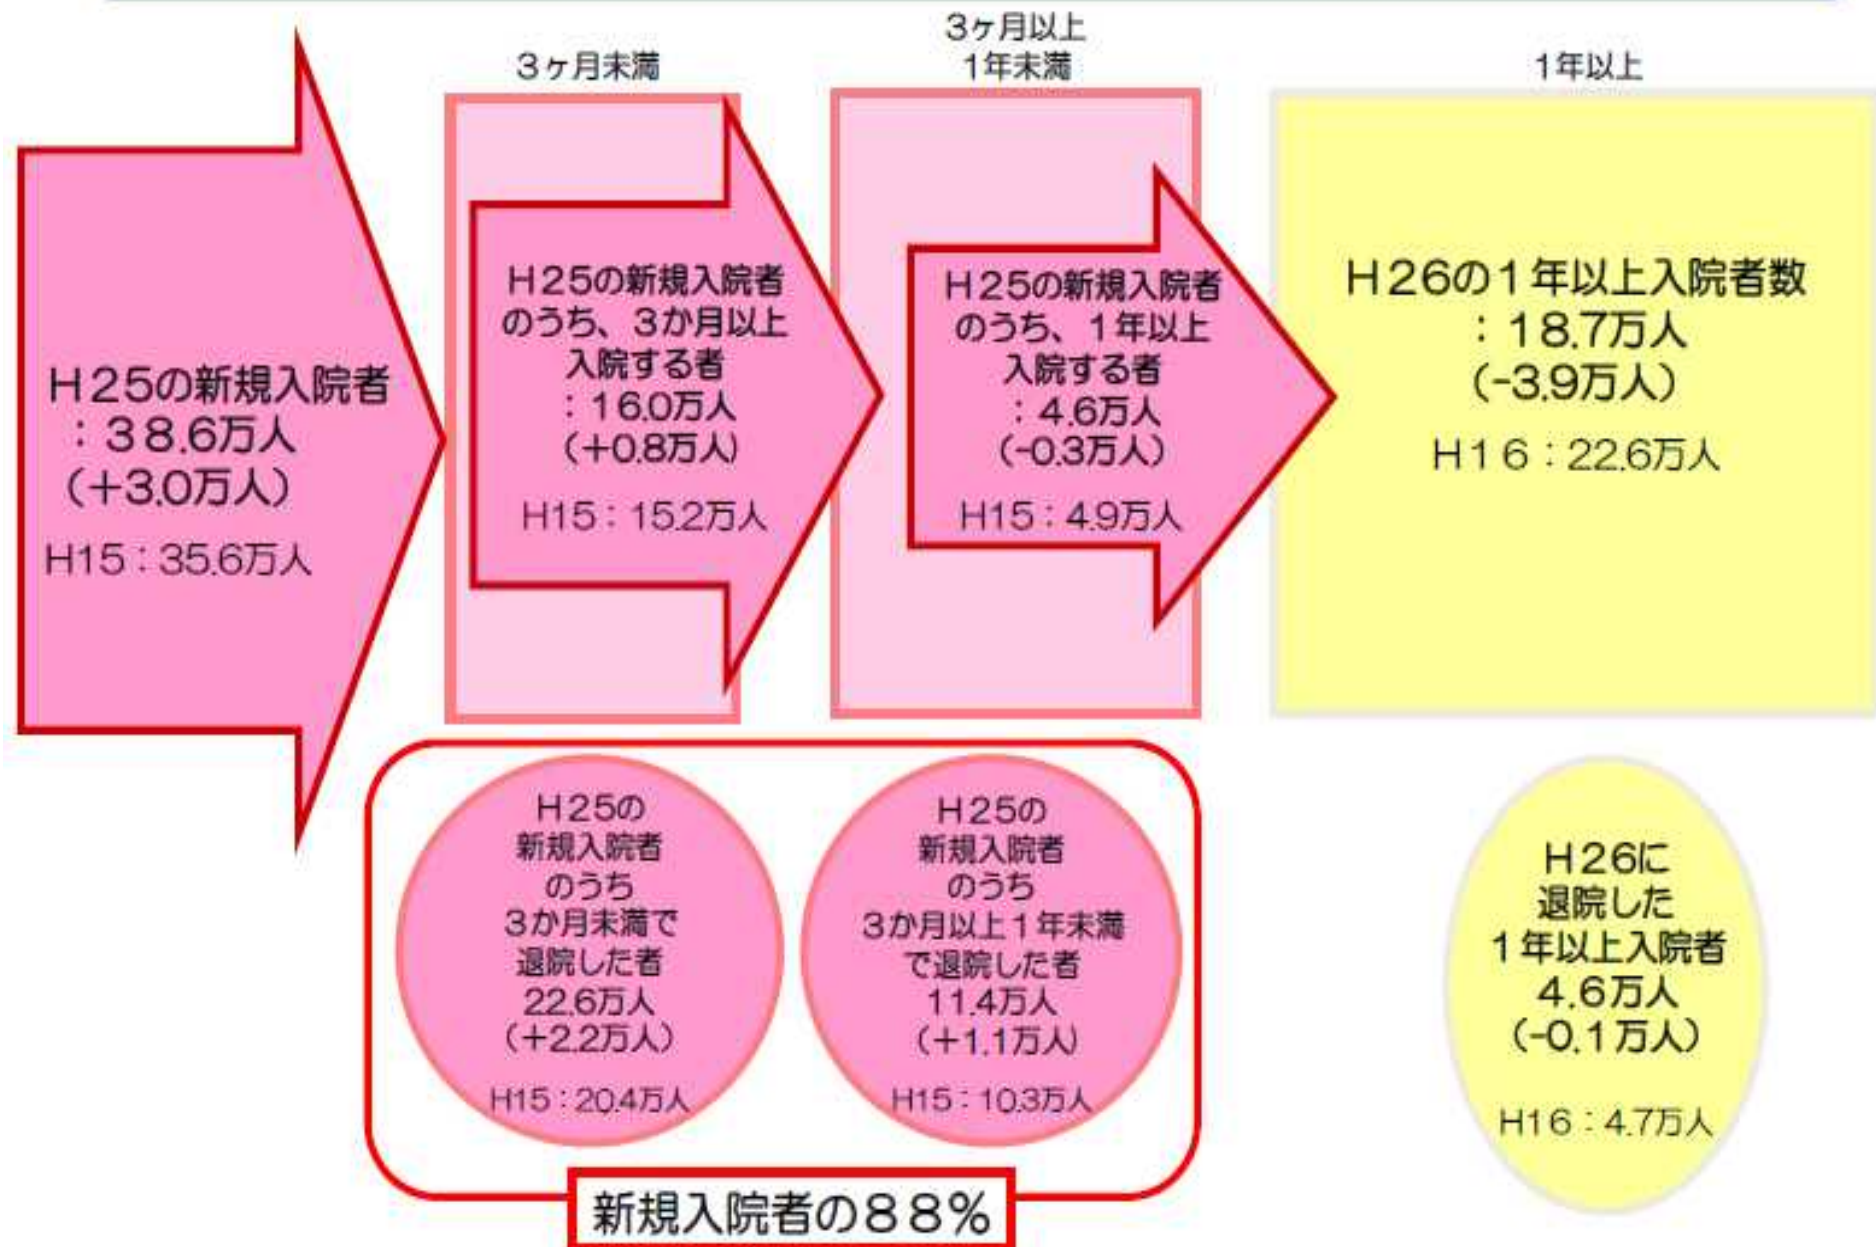 3ヶ月未満
3ヶ月以上
1年未満
1年以上
H25の新規入院者
：38.6万人
（+3.0万人）
H15：35.6万人
H25の新規入院者
のうち、3か月以上
入院する者
：16.0万人
（+0.8万人）
H15：15.2万人
H25の新規入院者
のうち、1年以上
入院する者
：4.6万人
（-0.3万人）
H15：4.9万人
H26の1年以上入院者数
：18.7万人
（-3.9万人）
H16：22.6万人
H25の
新規入院者
のうち
3か月未満で
退院した者
22.6万人
（+2.2万人）
H15：20.4万人
H25の
新規入院者
のうち
3か月以上1年未満
で退院した者
11.4万人
（+1.1万人）
H15：10.3万人
H26に
退院した
1年以上入院者
4.6万人
（-0.1万人）
H16：4.7万人
新規入院者の88%